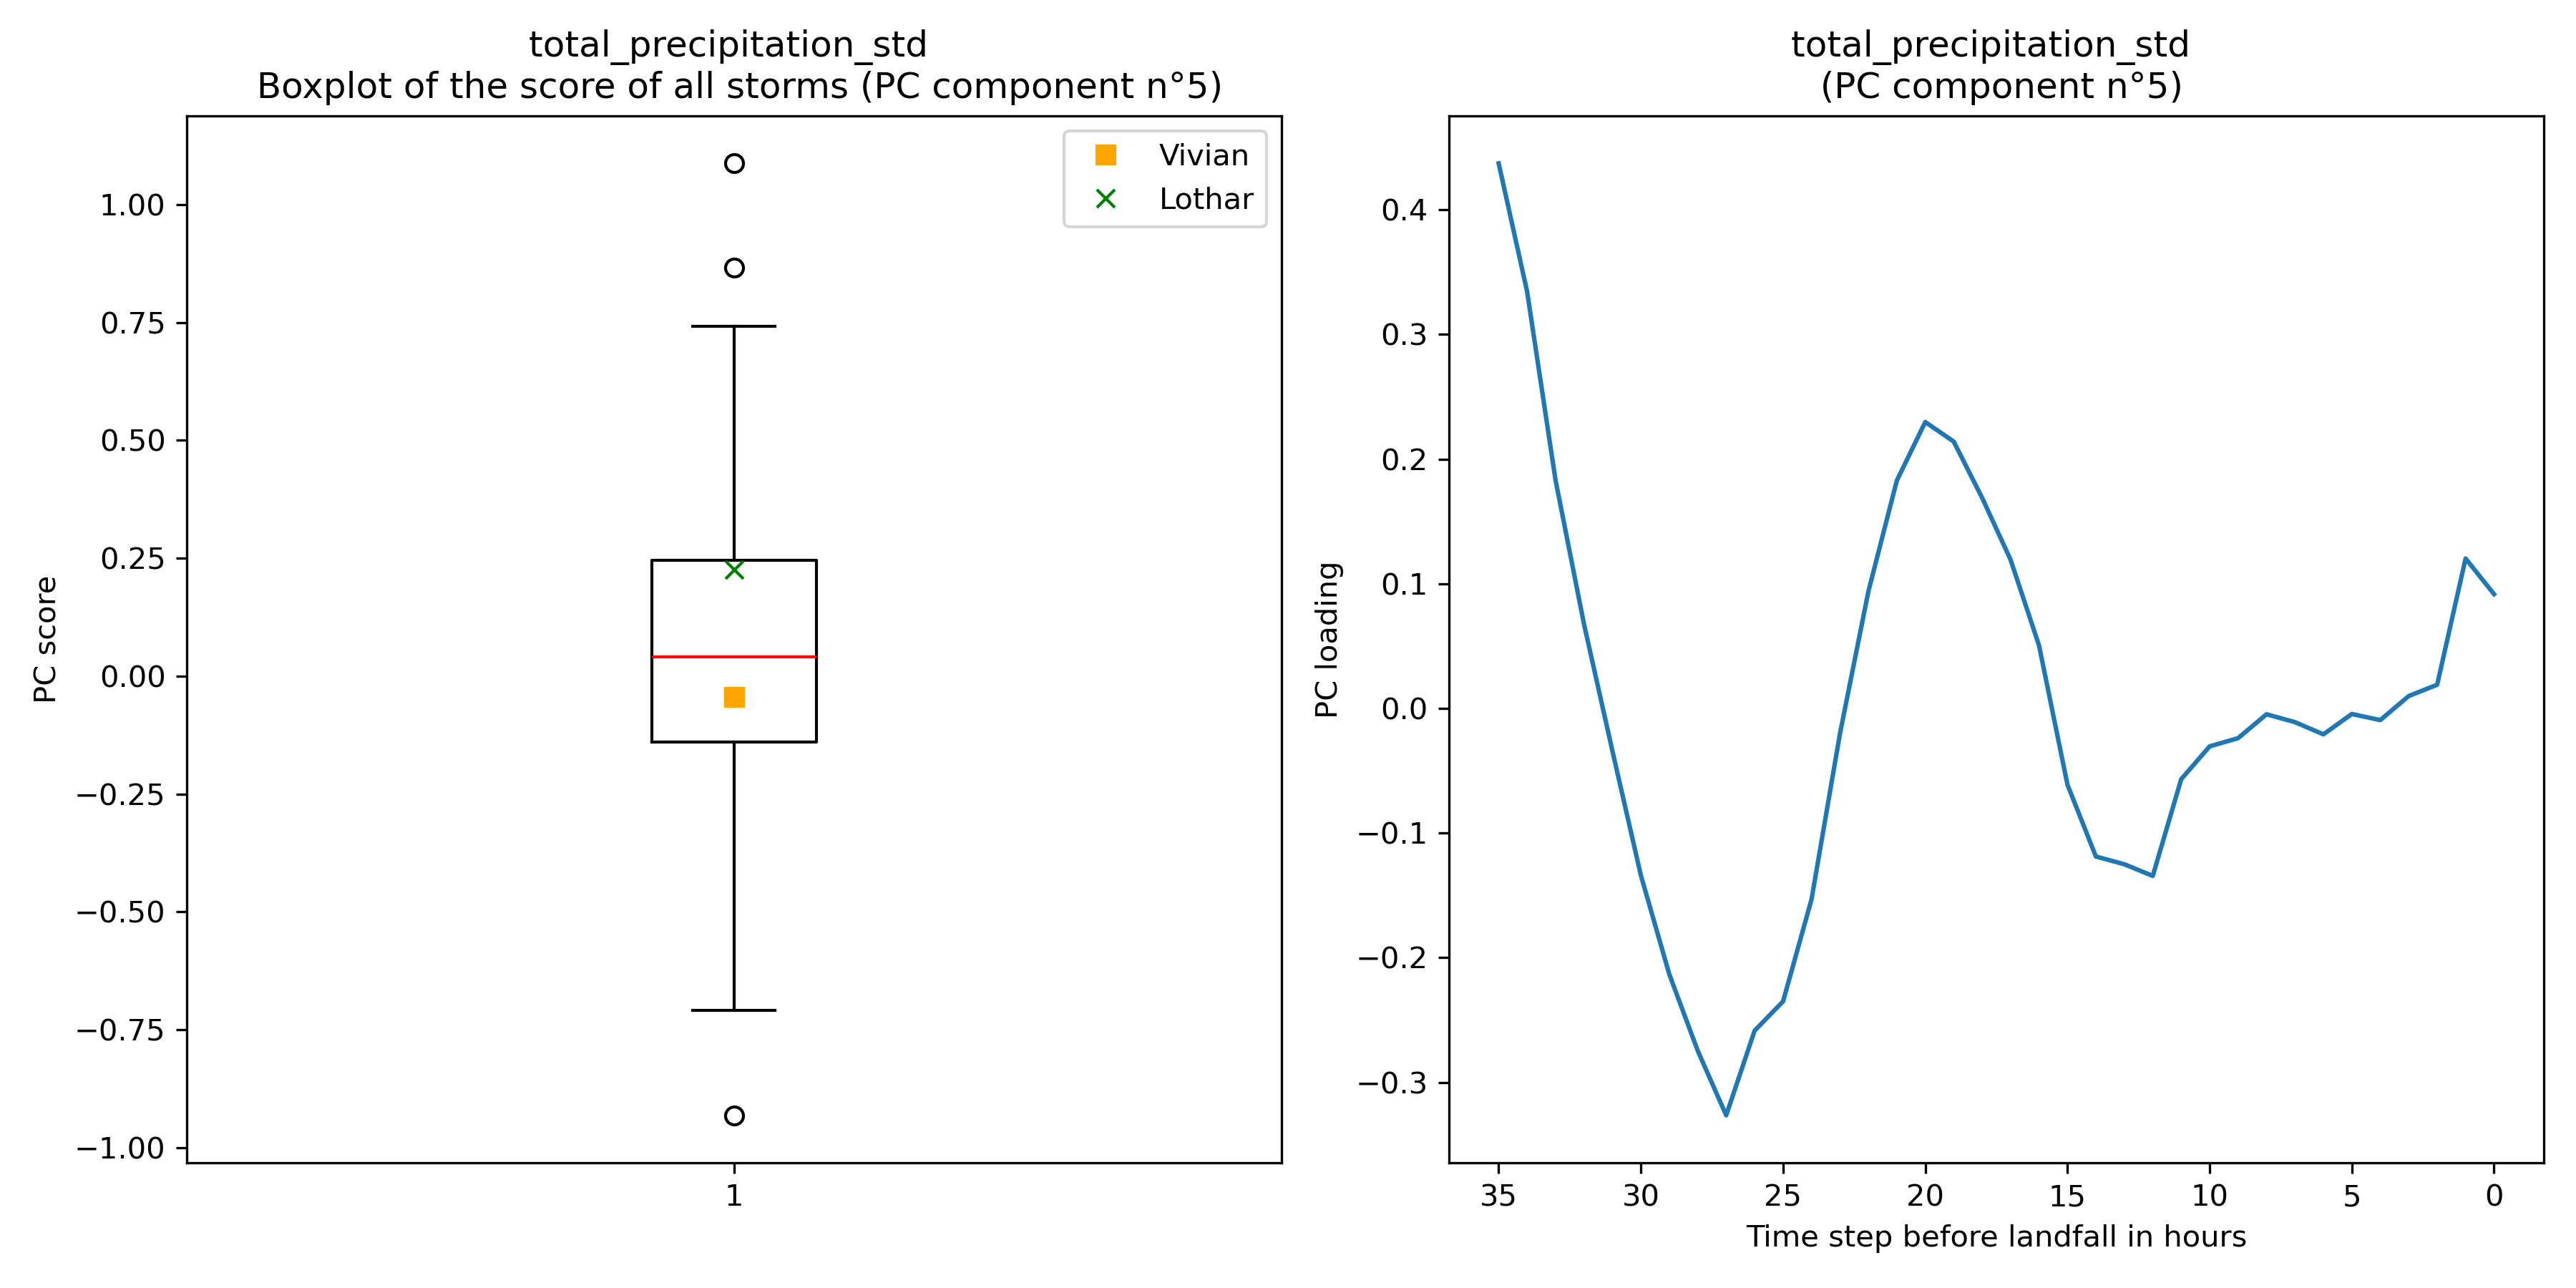 total_precipitation_std
Boxplot of the score of all storms (PC component n°5)
Vivian
Lothar
1.00
0.75
0.50
0.25
0.00
−0.25
−0.50
−0.75
−1.00
PC score
1
total_precipitation_std
(PC component n°5)
0.4
0.3
0.2
0.1
0.0
−0.1
−0.2
−0.3
PC loading
35 30 25 20 15 10 5 0
Time step before landfall in hours